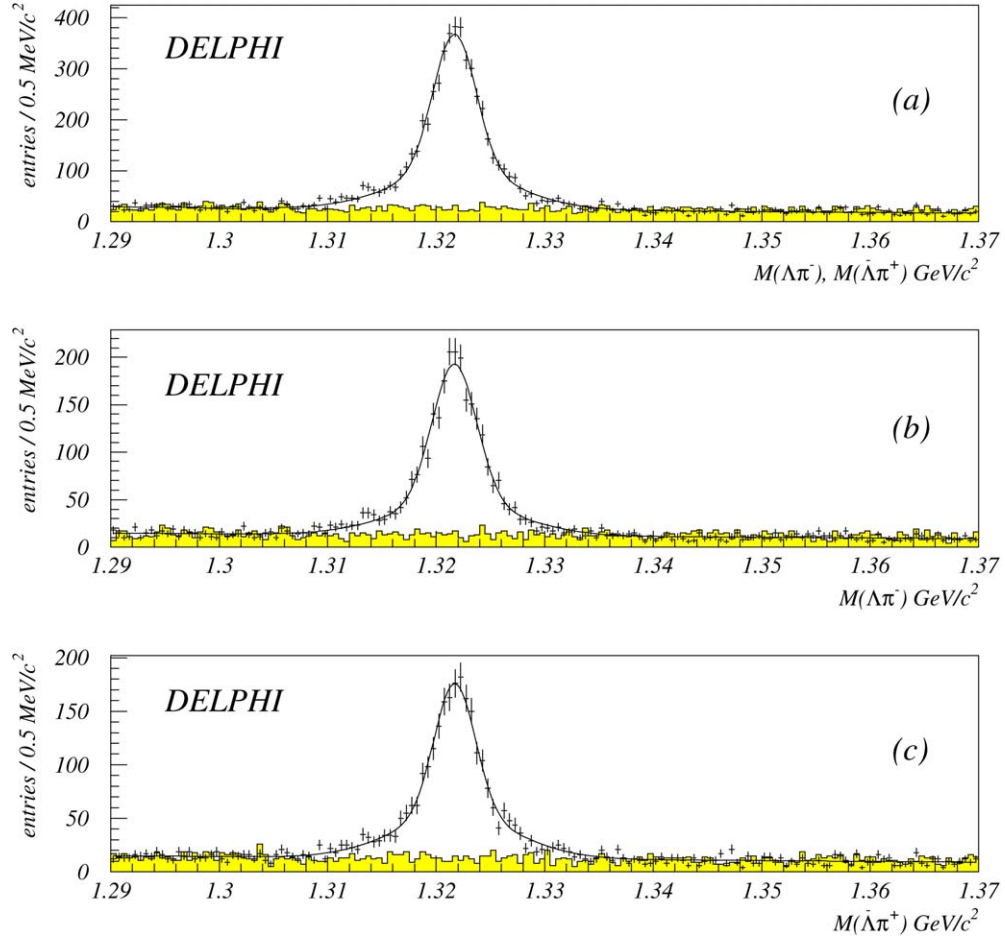 entries / 0.5 MeV/c²
400
300
200
100
0
DELPHI
(a)
1.29 1.3 1.31 1.32 1.33 1.34 1.35 1.36 1.37
M(Λπ⁻), M(Λ̄π⁺) GeV/c²
entries / 0.5 MeV/c²
200
150
100
50
0
DELPHI
(b)
1.29 1.3 1.31 1.32 1.33 1.34 1.35 1.36 1.37
M(Λπ⁻) GeV/c²
entries / 0.5 MeV/c²
200
150
100
50
0
DELPHI
(c)
1.29 1.3 1.31 1.32 1.33 1.34 1.35 1.36 1.37
M(Λ̄π⁺) GeV/c²